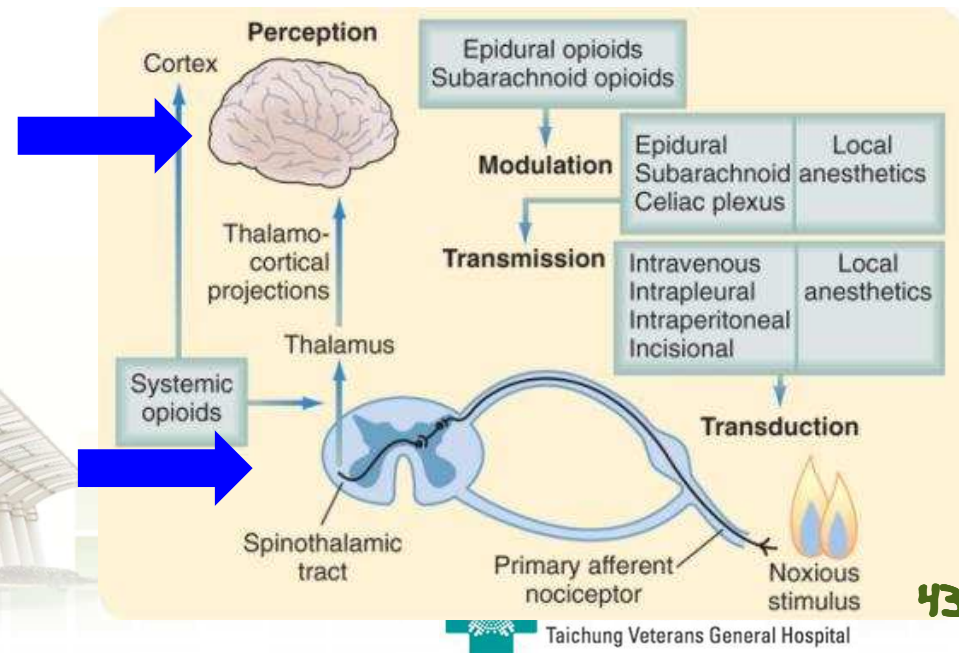 Perception
Cortex
Epidural opioids
Subarachnoid opioids
Modulation
Epidural
Subarachnoid
Celiac plexus
Local
anesthetics
Thalamo-
cortical
projections
Transmission
Intravenous
Intrapleural
Intraperitoneal
Incisional
Local
anesthetics
Thalamus
Systemic
opioids
Transduction
Spinothalamic
tract
Primary afferent
nociceptor
Noxious
stimulus
43
Taichung Veterans General Hospital